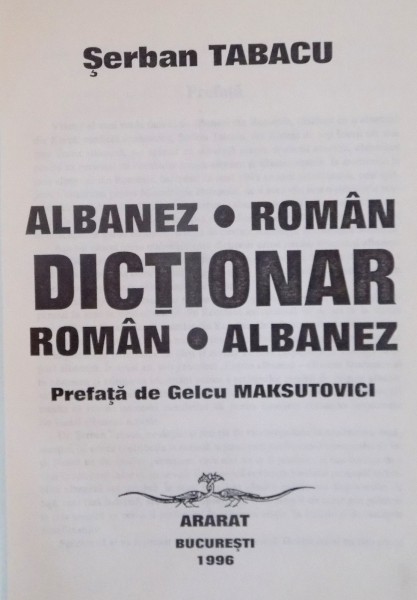 Şerban TABACU
ALBANEZ • ROMÂN
DICŢIONAR
ROMÂN • ALBANEZ
Prefaţă de Gelcu MAKSUTOVICI
ARARAT
BUCUREŞTI
1996